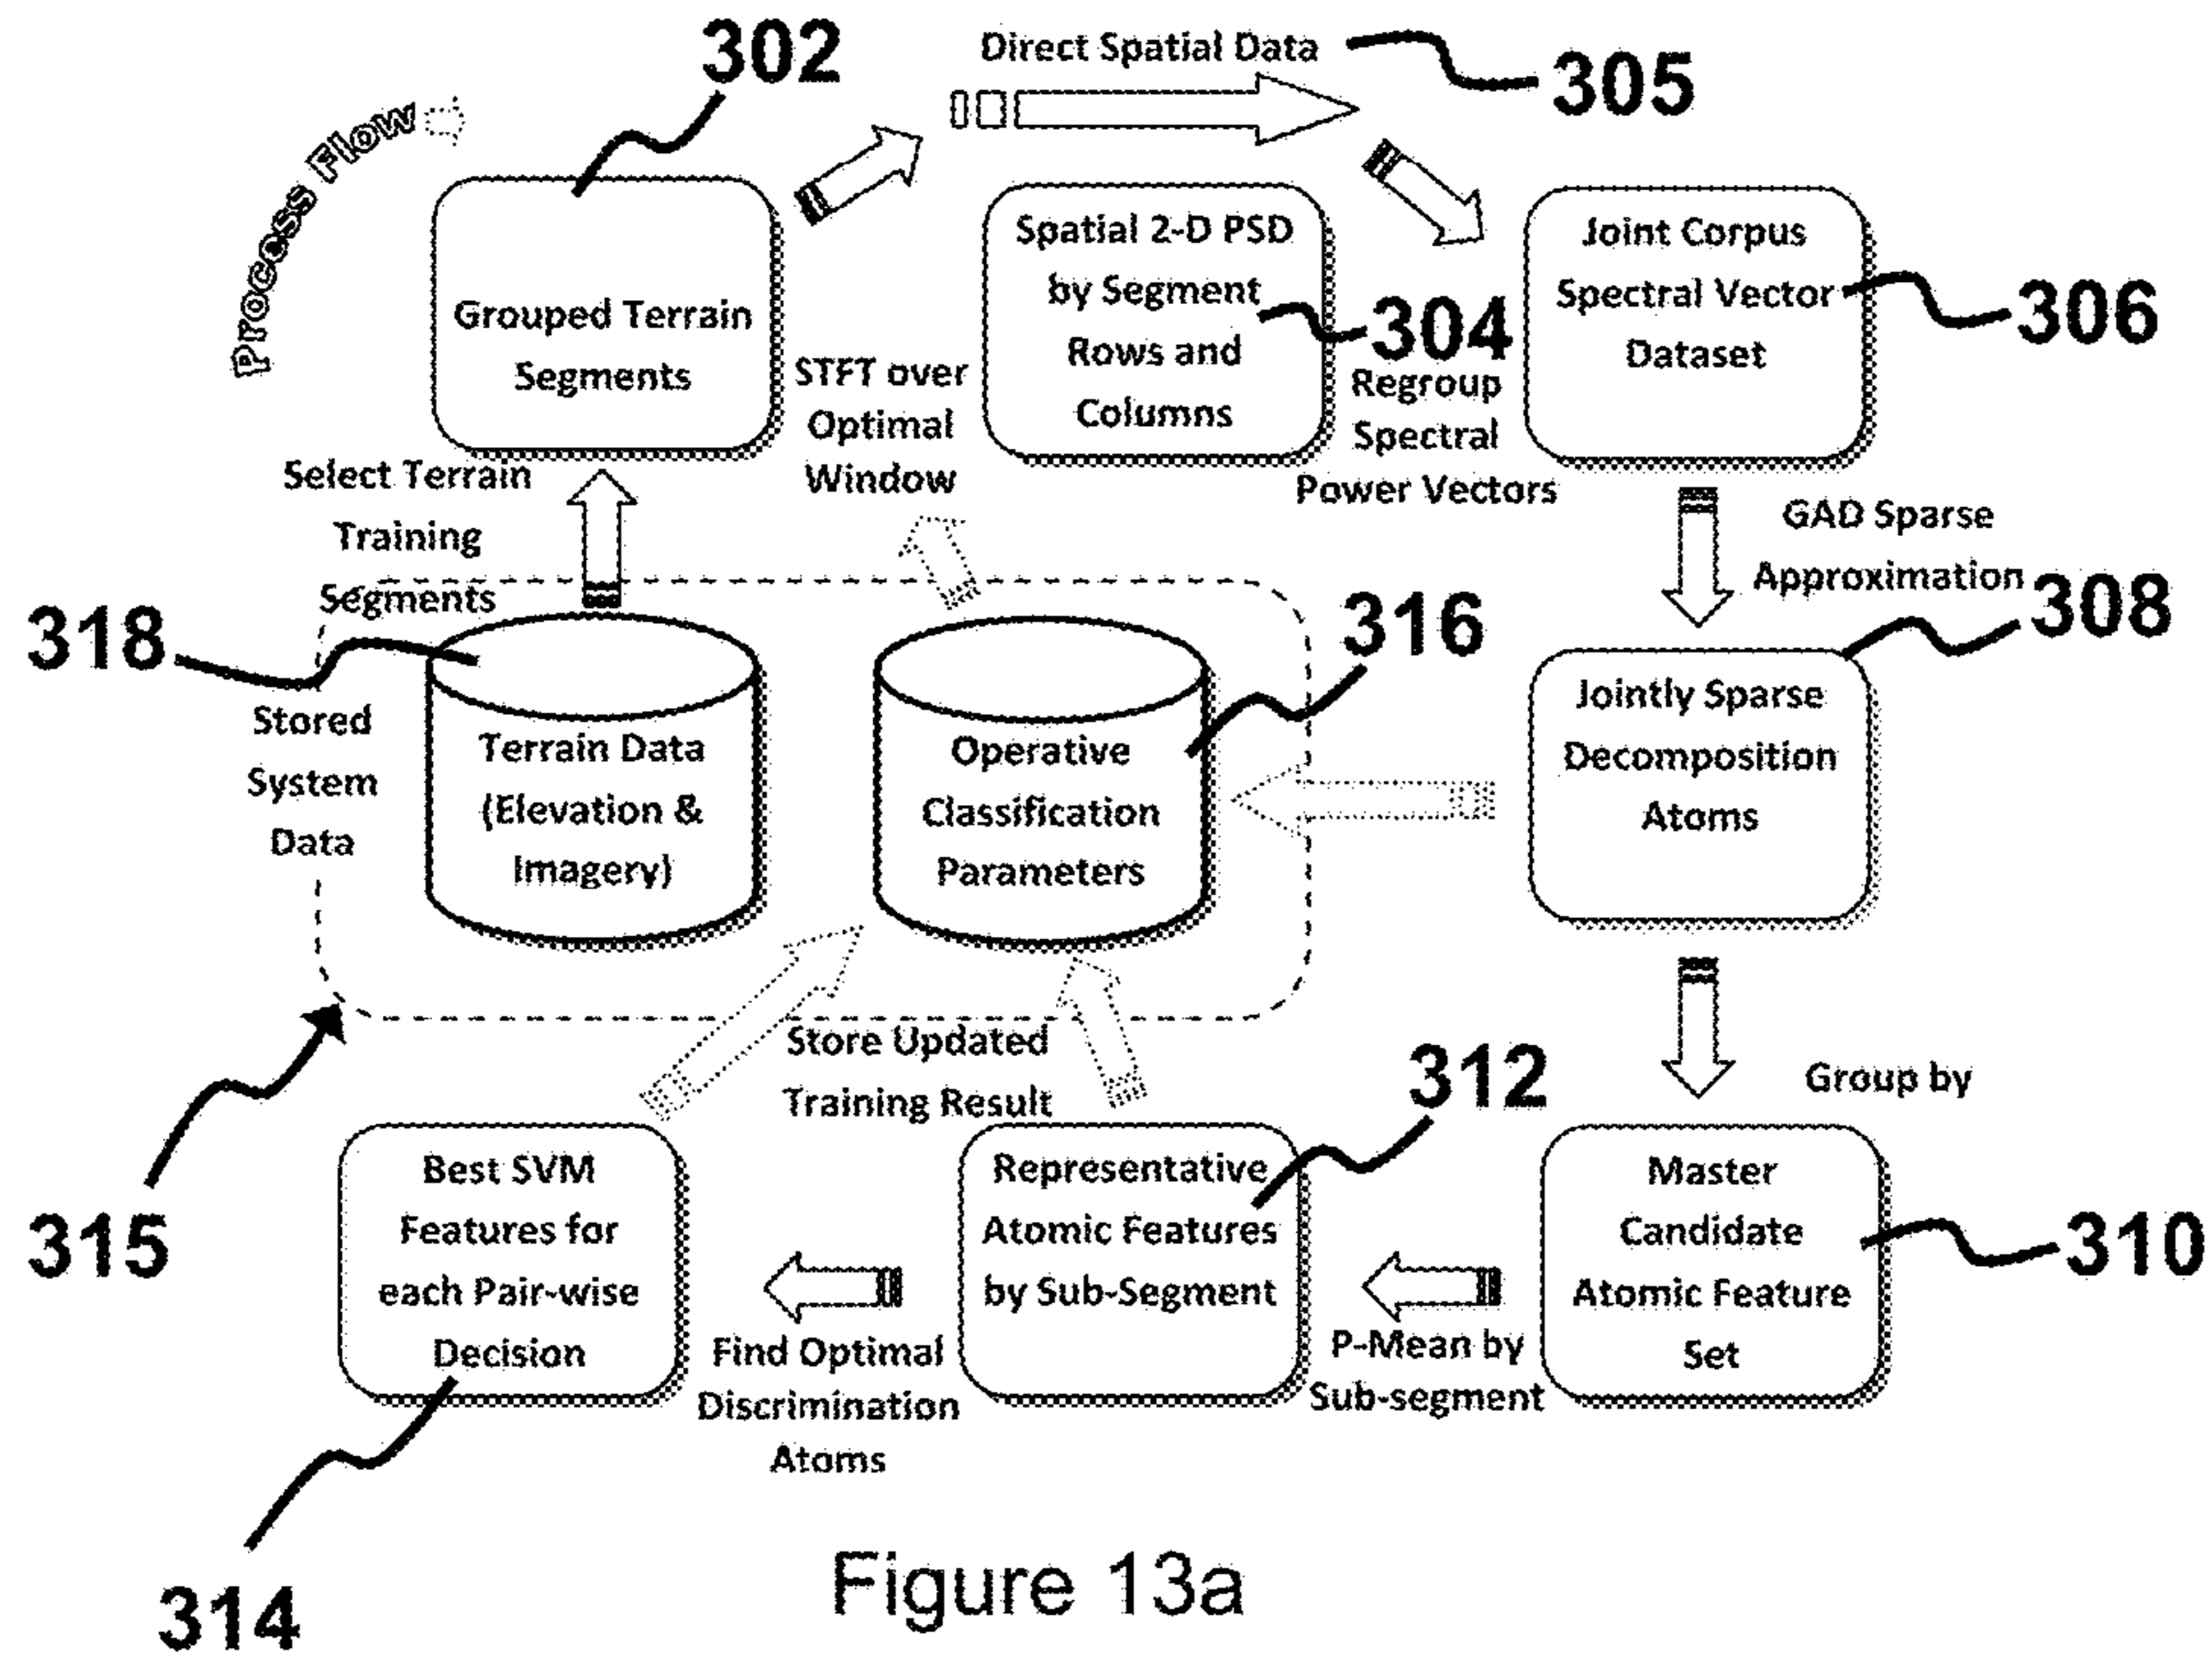 302
Direct Spatial Data
305
Process Flow
Grouped Terrain
Segments
Spatial 2-D PSD
by Segment
Rows and
Columns
304
Joint Corpus
Spectral Vector
Dataset
306
STFT over
Optimal
Window
Regroup
Spectral
Power Vectors
Select Terrain
Training
Segments
GAD Sparse
Approximation
308
318
316
Stored
System
Data
Terrain Data
(Elevation &
Imagery)
Operative
Classification
Parameters
Jointly Sparse
Decomposition
Atoms
Store Updated
Training Result
312
Group by
315
Best SVM
Features for
each Pair-wise
Decision
Find Optimal
Discrimination
Atoms
Representative
Atomic Features
by Sub-Segment
P-Mean by
Sub-segment
Master
Candidate
Atomic Feature
Set
310
314
Figure 13a